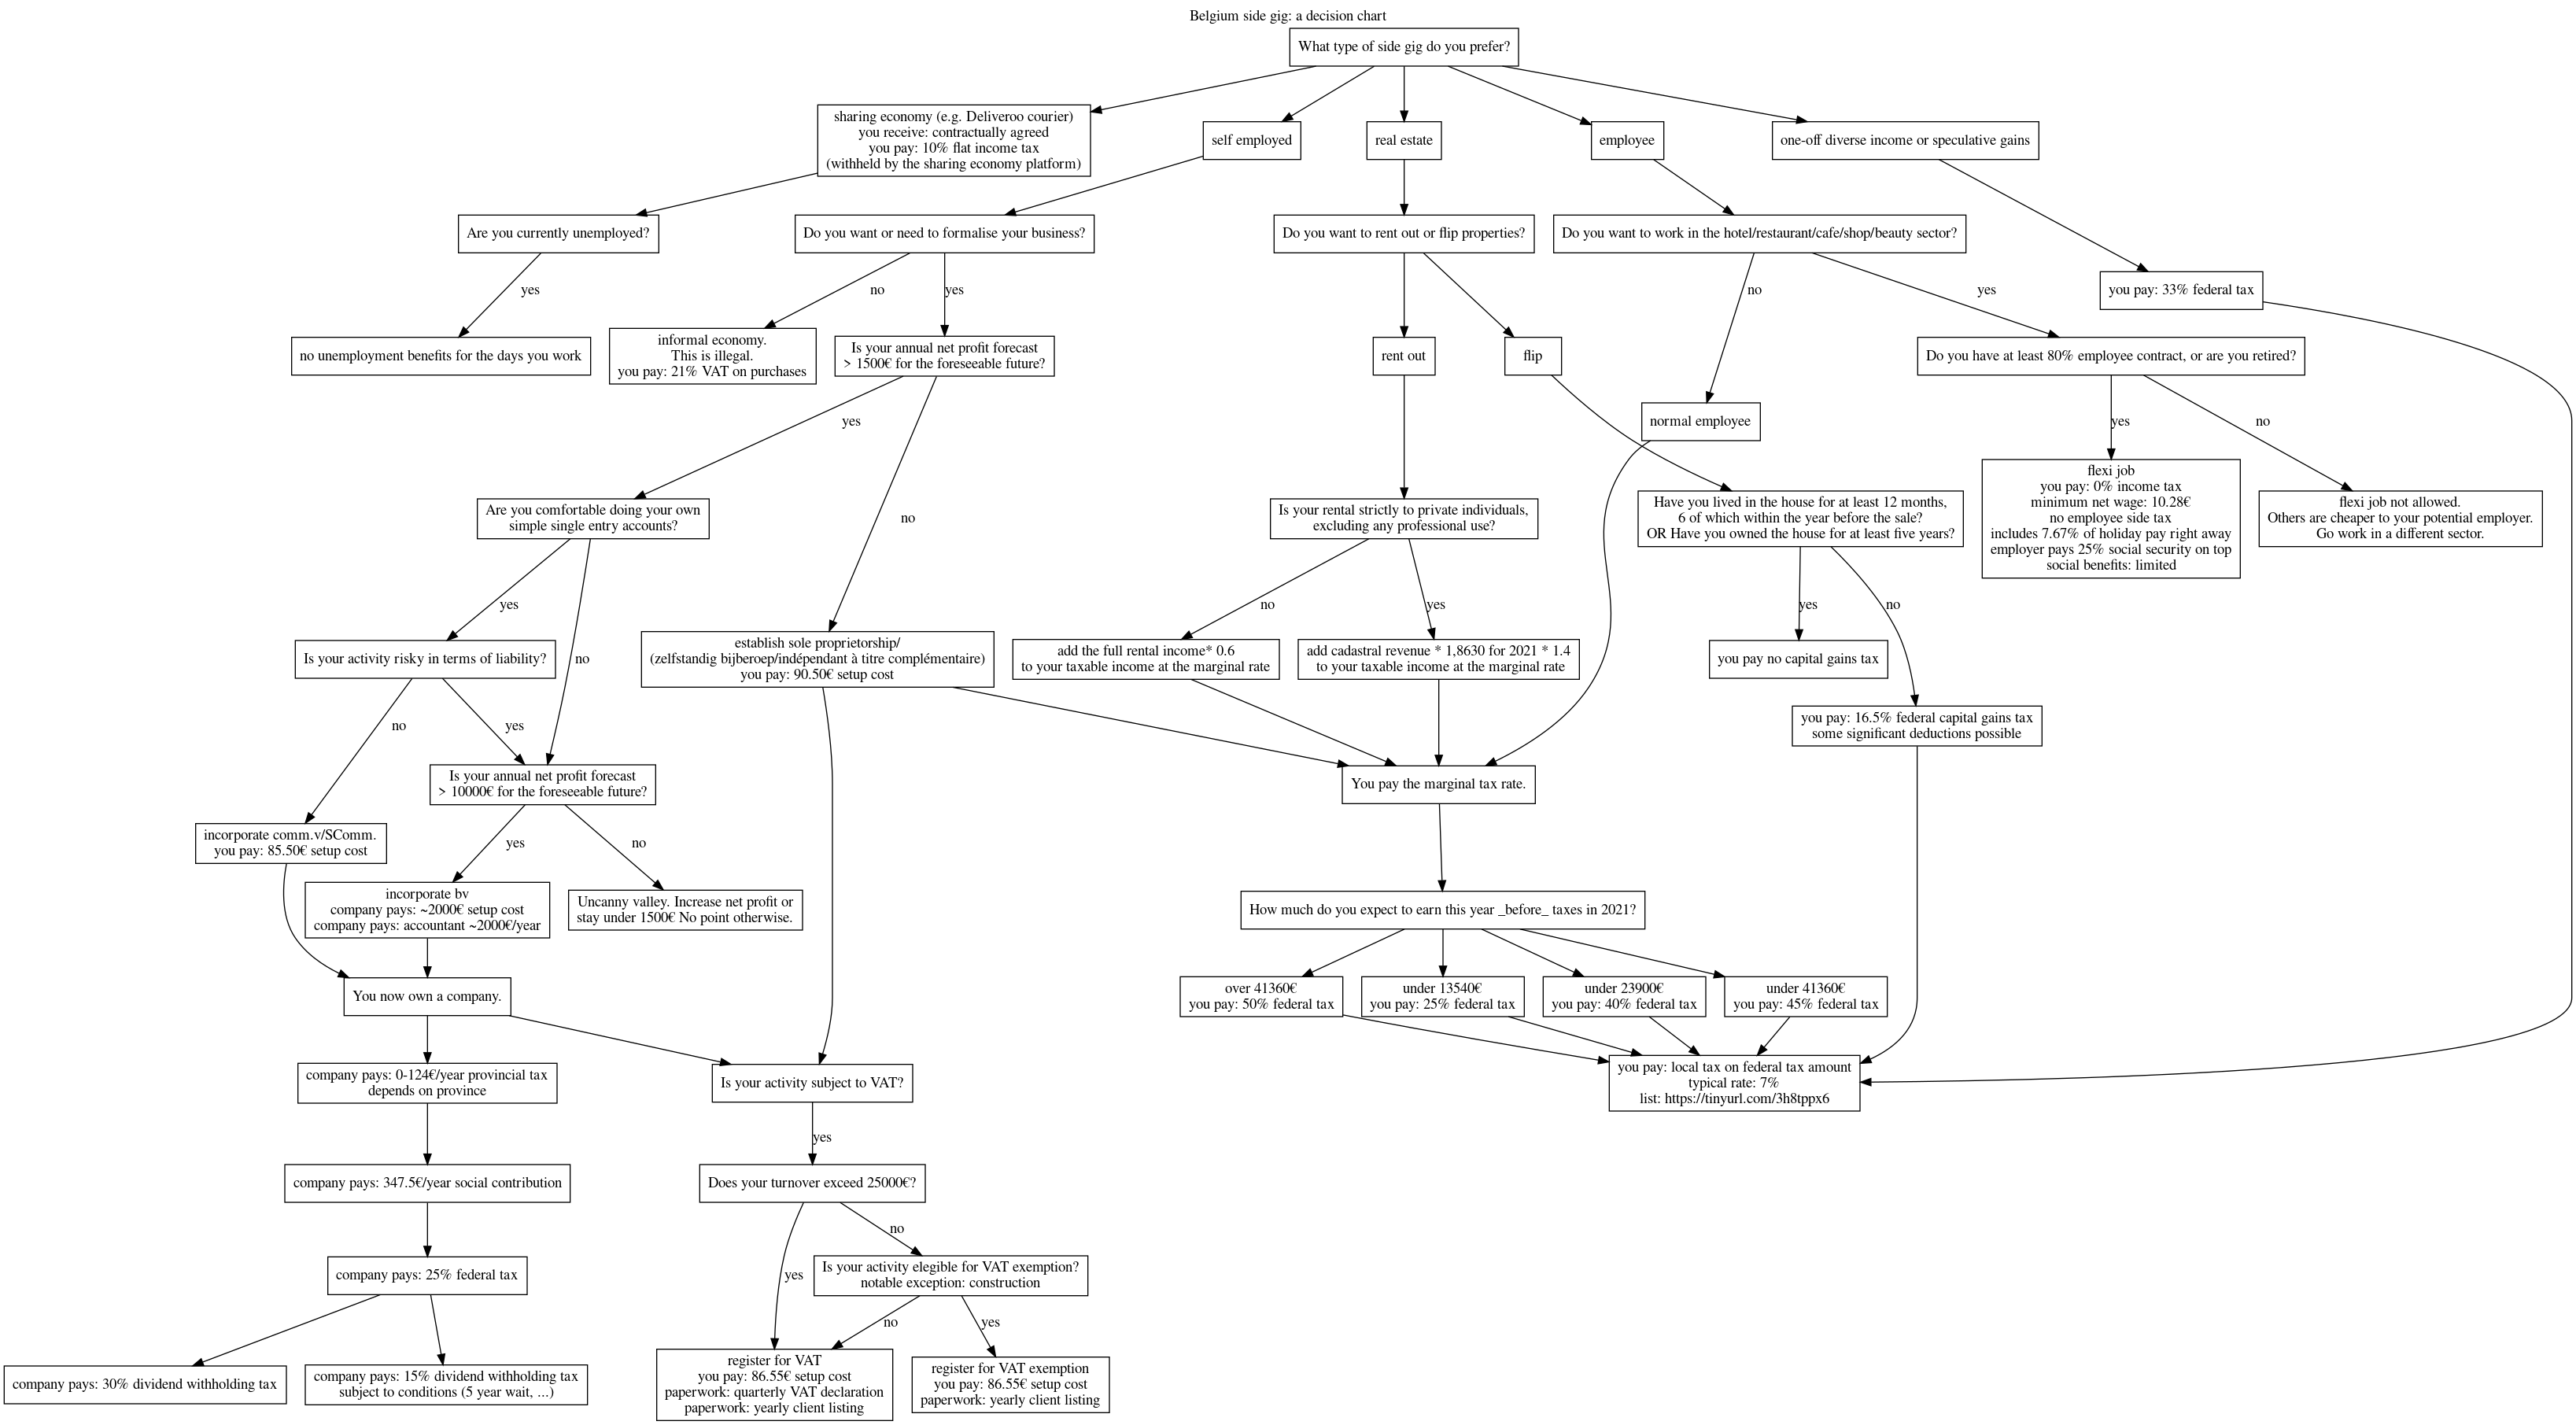 Belgium side gig: a decision chart
What type of side gig do you prefer?
sharing economy (e.g. Deliveroo courier)
you receive: contractually agreed
you pay: 10% flat income tax
(withheld by the sharing economy platform)
self employed
real estate
employee
one-off diverse income or speculative gains
Are you currently unemployed?
Do you want or need to formalise your business?
Do you want to rent out or flip properties?
Do you want to work in the hotel/restaurant/cafe/shop/beauty sector?
yes
no
yes
no
yes
you pay: 33% federal tax
no unemployment benefits for the days you work
informal economy.
This is illegal.
you pay: 21% VAT on purchases
Is your annual net profit forecast
> 1500€ for the foreseeable future?
rent out
flip
Do you have at least 80% employee contract, or are you retired?
yes
normal employee
yes
no
Are you comfortable doing your own
simple single entry accounts?
no
Is your rental strictly to private individuals,
excluding any professional use?
Have you lived in the house for at least 12 months,
6 of which within the year before the sale?
OR Have you owned the house for at least five years?
flexi job
you pay: 0% income tax
minimum net wage: 10.28€
no employee side tax
includes 7.67% of holiday pay right away
employer pays 25% social security on top
social benefits: limited
flexi job not allowed.
Others are cheaper to your potential employer.
Go work in a different sector.
yes
no
yes
yes
no
Is your activity risky in terms of liability?
no
establish sole proprietorship/
(zelfstandig bijberoep/indépendant à titre complémentaire)
you pay: 90.50€ setup cost
add the full rental income* 0.6
to your taxable income at the marginal rate
add cadastral revenue * 1,8630 for 2021 * 1.4
to your taxable income at the marginal rate
you pay no capital gains tax
no
yes
you pay: 16.5% federal capital gains tax
some significant deductions possible
Is your annual net profit forecast
> 10000€ for the foreseeable future?
You pay the marginal tax rate.
incorporate comm.v/SComm.
you pay: 85.50€ setup cost
yes
no
incorporate bv
company pays: ~2000€ setup cost
company pays: accountant ~2000€/year
Uncanny valley. Increase net profit or
stay under 1500€ No point otherwise.
How much do you expect to earn this year _before_ taxes in 2021?
You now own a company.
over 41360€
you pay: 50% federal tax
under 13540€
you pay: 25% federal tax
under 23900€
you pay: 40% federal tax
under 41360€
you pay: 45% federal tax
company pays: 0-124€/year provincial tax
depends on province
Is your activity subject to VAT?
you pay: local tax on federal tax amount
typical rate: 7%
list: https://tinyurl.com/3h8tppx6
yes
company pays: 347.5€/year social contribution
Does your turnover exceed 25000€?
no
company pays: 25% federal tax
yes
Is your activity elegible for VAT exemption?
notable exception: construction
no
yes
company pays: 30% dividend withholding tax
company pays: 15% dividend withholding tax
subject to conditions (5 year wait, ...)
register for VAT
you pay: 86.55€ setup cost
paperwork: quarterly VAT declaration
paperwork: yearly client listing
register for VAT exemption
you pay: 86.55€ setup cost
paperwork: yearly client listing